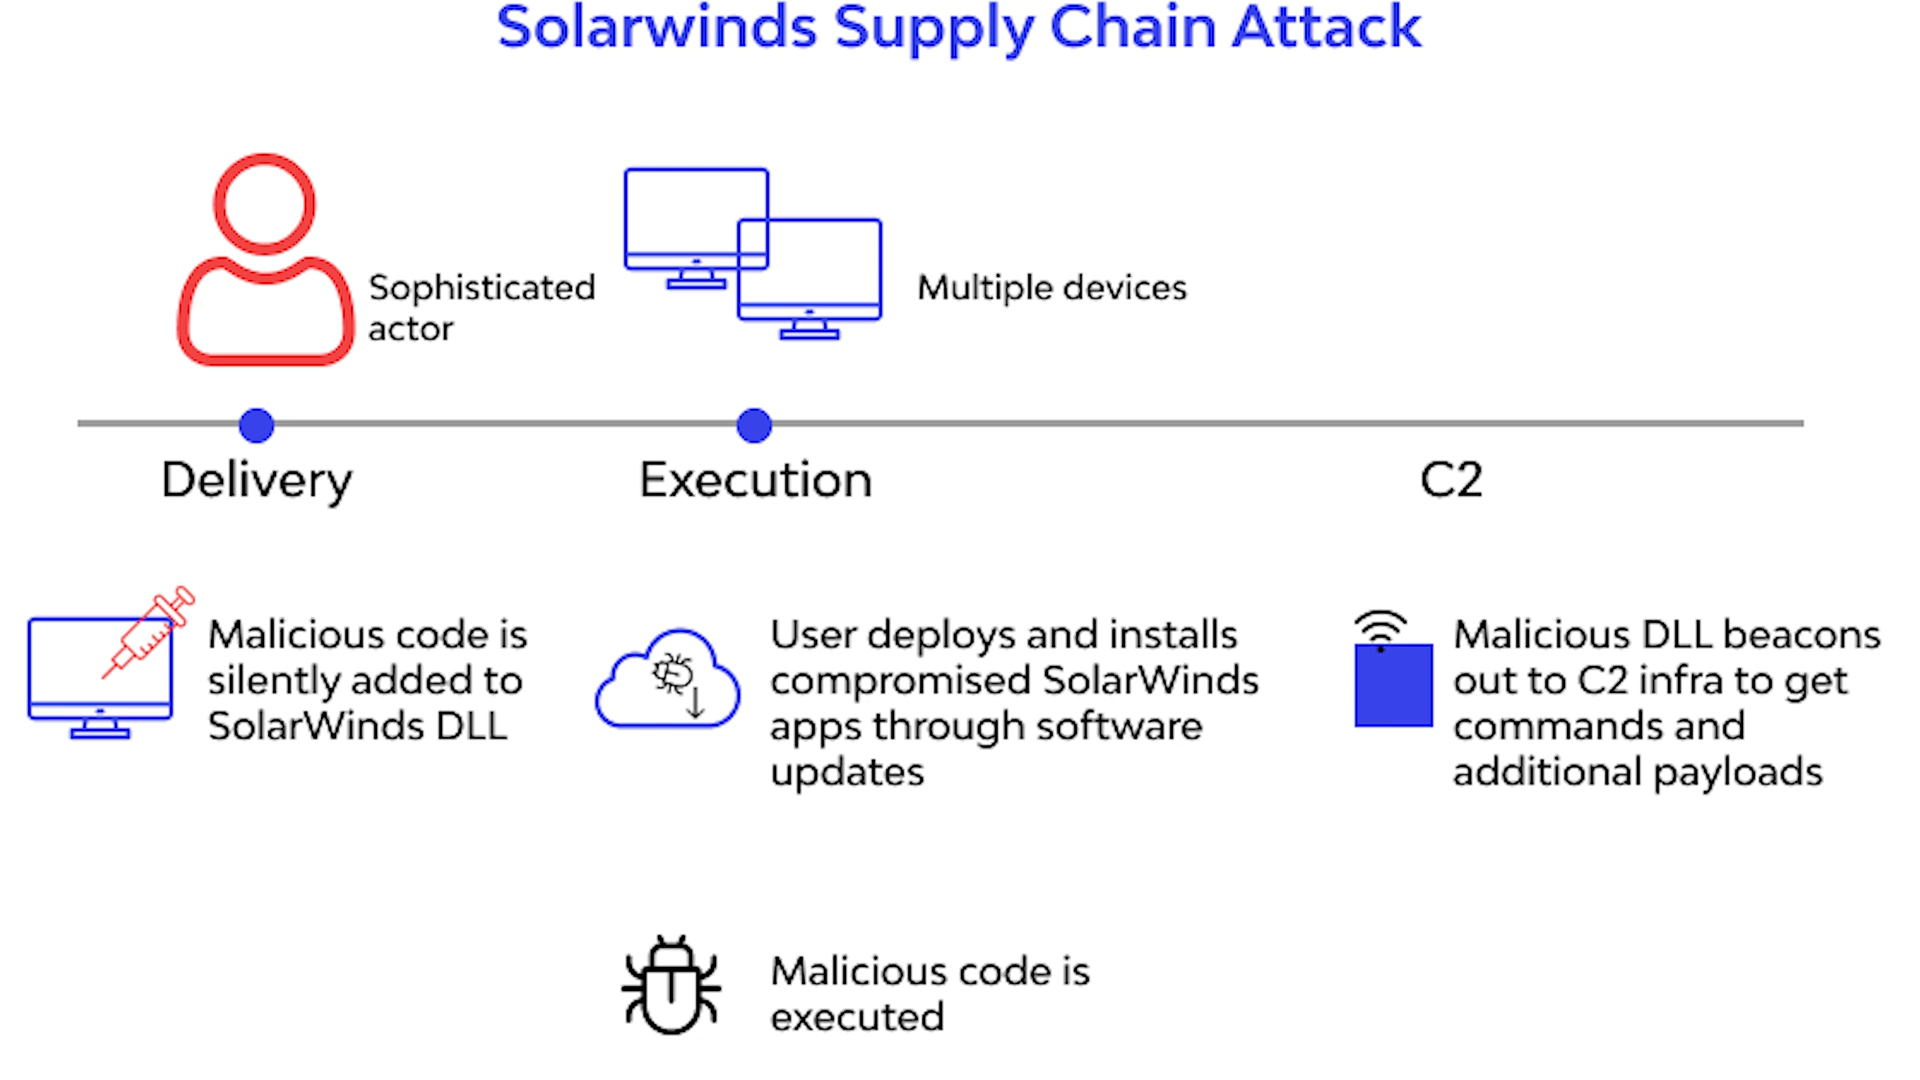 Solarwinds Supply Chain Attack
Sophisticated
actor
Multiple devices
Delivery
Execution
C2
Malicious code is
silently added to
SolarWinds DLL
User deploys and installs
compromised SolarWinds
apps through software
updates
Malicious DLL beacons
out to C2 infra to get
commands and
additional payloads
Malicious code is
executed